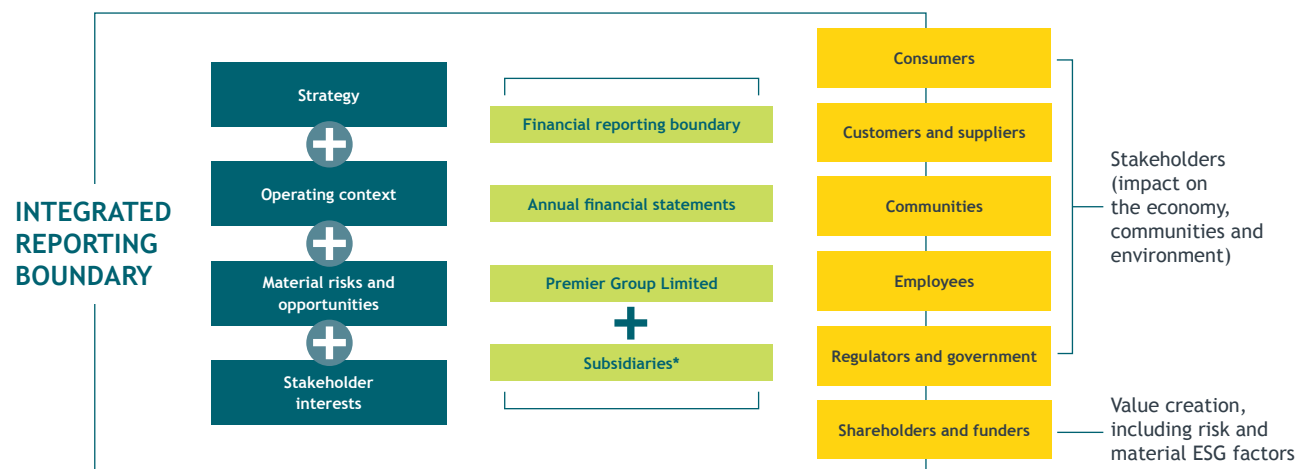 INTEGRATED
REPORTING
BOUNDARY
Strategy
Operating context
Material risks and
opportunities
Stakeholder
interests
Financial reporting boundary
Annual financial statements
Premier Group Limited
Subsidiaries*
Consumers
Customers and suppliers
Communities
Employees
Regulators and government
Shareholders and funders
Stakeholders
(impact on
the economy,
communities and
environment)
Value creation,
including risk and
material ESG factors